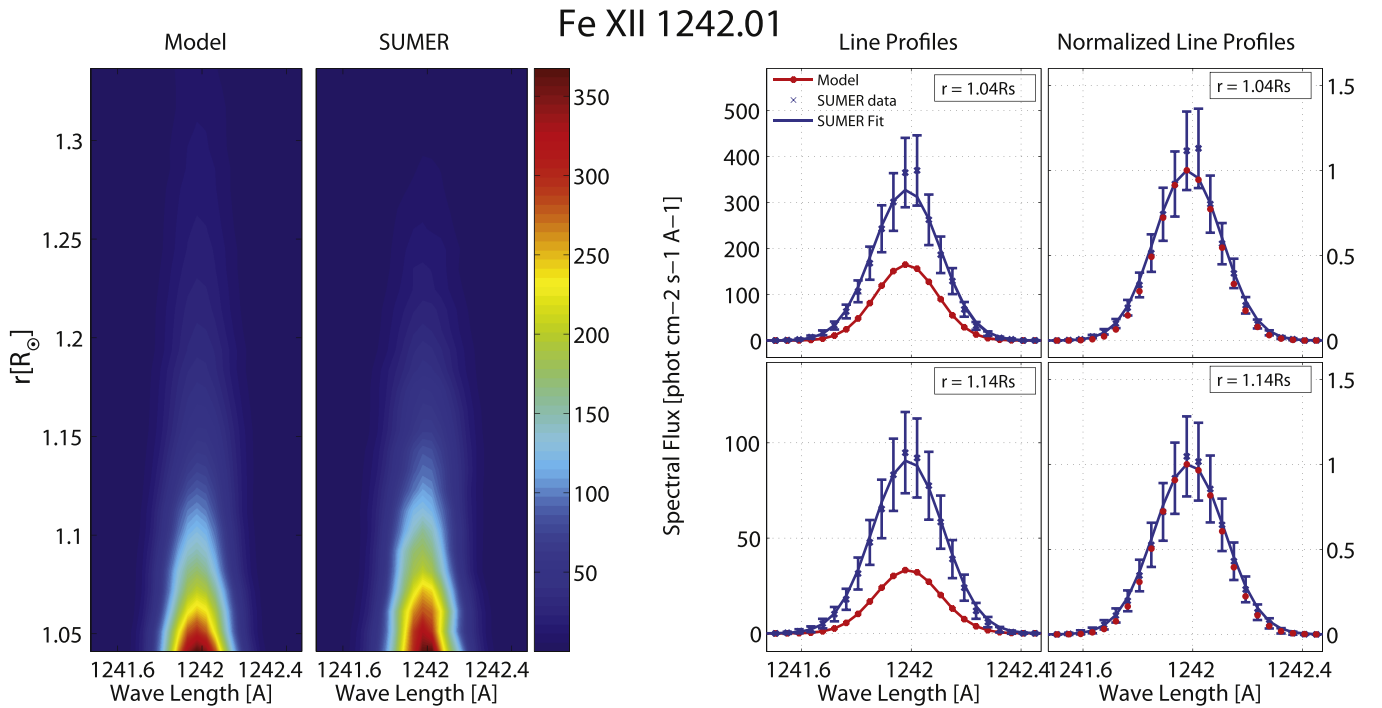 Fe XII 1242.01
Model
SUMER
Line Profiles
Normalized Line Profiles
r[R☉]
1.3
1.25
1.2
1.15
1.1
1.05
1241.6 1242 1242.4
Wave Length [A]
1241.6 1242 1242.4
Wave Length [A]
350
300
250
200
150
100
50
Spectral Flux [phot cm−2 s−1 A−1]
Model
SUMER data
SUMER Fit
r = 1.04Rs
500
400
300
200
100
0
r = 1.04Rs
1.5
1
0.5
0
r = 1.14Rs
100
50
0
1241.6 1242 1242.4
Wave Length [A]
r = 1.14Rs
1.5
1
0.5
0
1241.6 1242 1242.4
Wave Length [A]